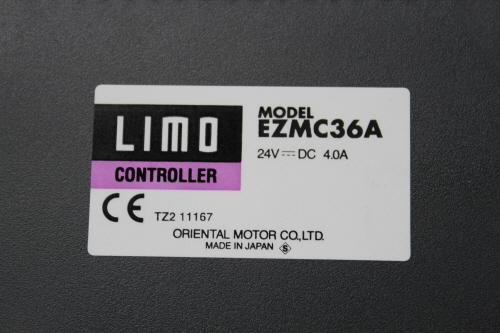 LIMO
CONTROLLER
MODEL
EZMC36A
24V⎓DC 4.0A
CE TZ2 11167
ORIENTAL MOTOR CO.,LTD.
MADE IN JAPAN S